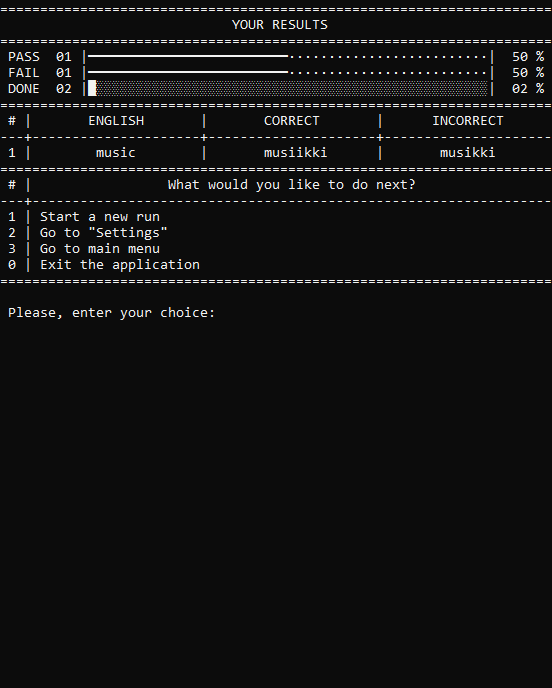 YOUR RESULTS
PASS 01 | | 50 %
FAIL 01 | | 50 %
DONE 02 | | 02 %
# | ENGLISH | CORRECT | INCORRECT
1 | music | musiikki | musikki
# | What would you like to do next?
1 | Start a new run
2 | Go to "Settings"
3 | Go to main menu
0 | Exit the application
Please, enter your choice: